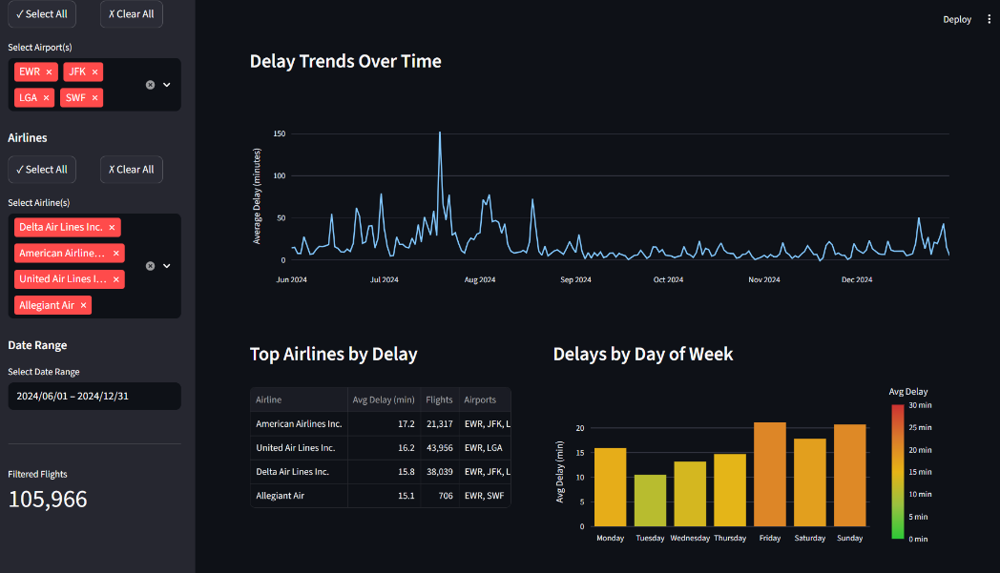 ✓ Select All
✗ Clear All
Select Airport(s)
EWR ×
JFK ×
LGA ×
SWF ×
Airlines
✓ Select All
✗ Clear All
Select Airline(s)
Delta Air Lines Inc. ×
American Airline... ×
United Air Lines I... ×
Allegiant Air ×
Date Range
Select Date Range
2024/06/01 – 2024/12/31
Filtered Flights
105,966
Deploy
Delay Trends Over Time
Average Delay (minutes)
150
100
50
0
Jun 2024 Jul 2024 Aug 2024 Sep 2024 Oct 2024 Nov 2024 Dec 2024
Top Airlines by Delay
Airline Avg Delay (min) Flights Airports
American Airlines Inc. 17.2 21,317 EWR, JFK, L
United Air Lines Inc. 16.2 43,956 EWR, LGA
Delta Air Lines Inc. 15.8 38,039 EWR, JFK, L
Allegiant Air 15.1 706 EWR, SWF
Delays by Day of Week
Avg Delay (min)
20
15
10
5
0
Monday Tuesday Wednesday Thursday Friday Saturday Sunday
Avg Delay
30 min
25 min
20 min
15 min
10 min
5 min
0 min